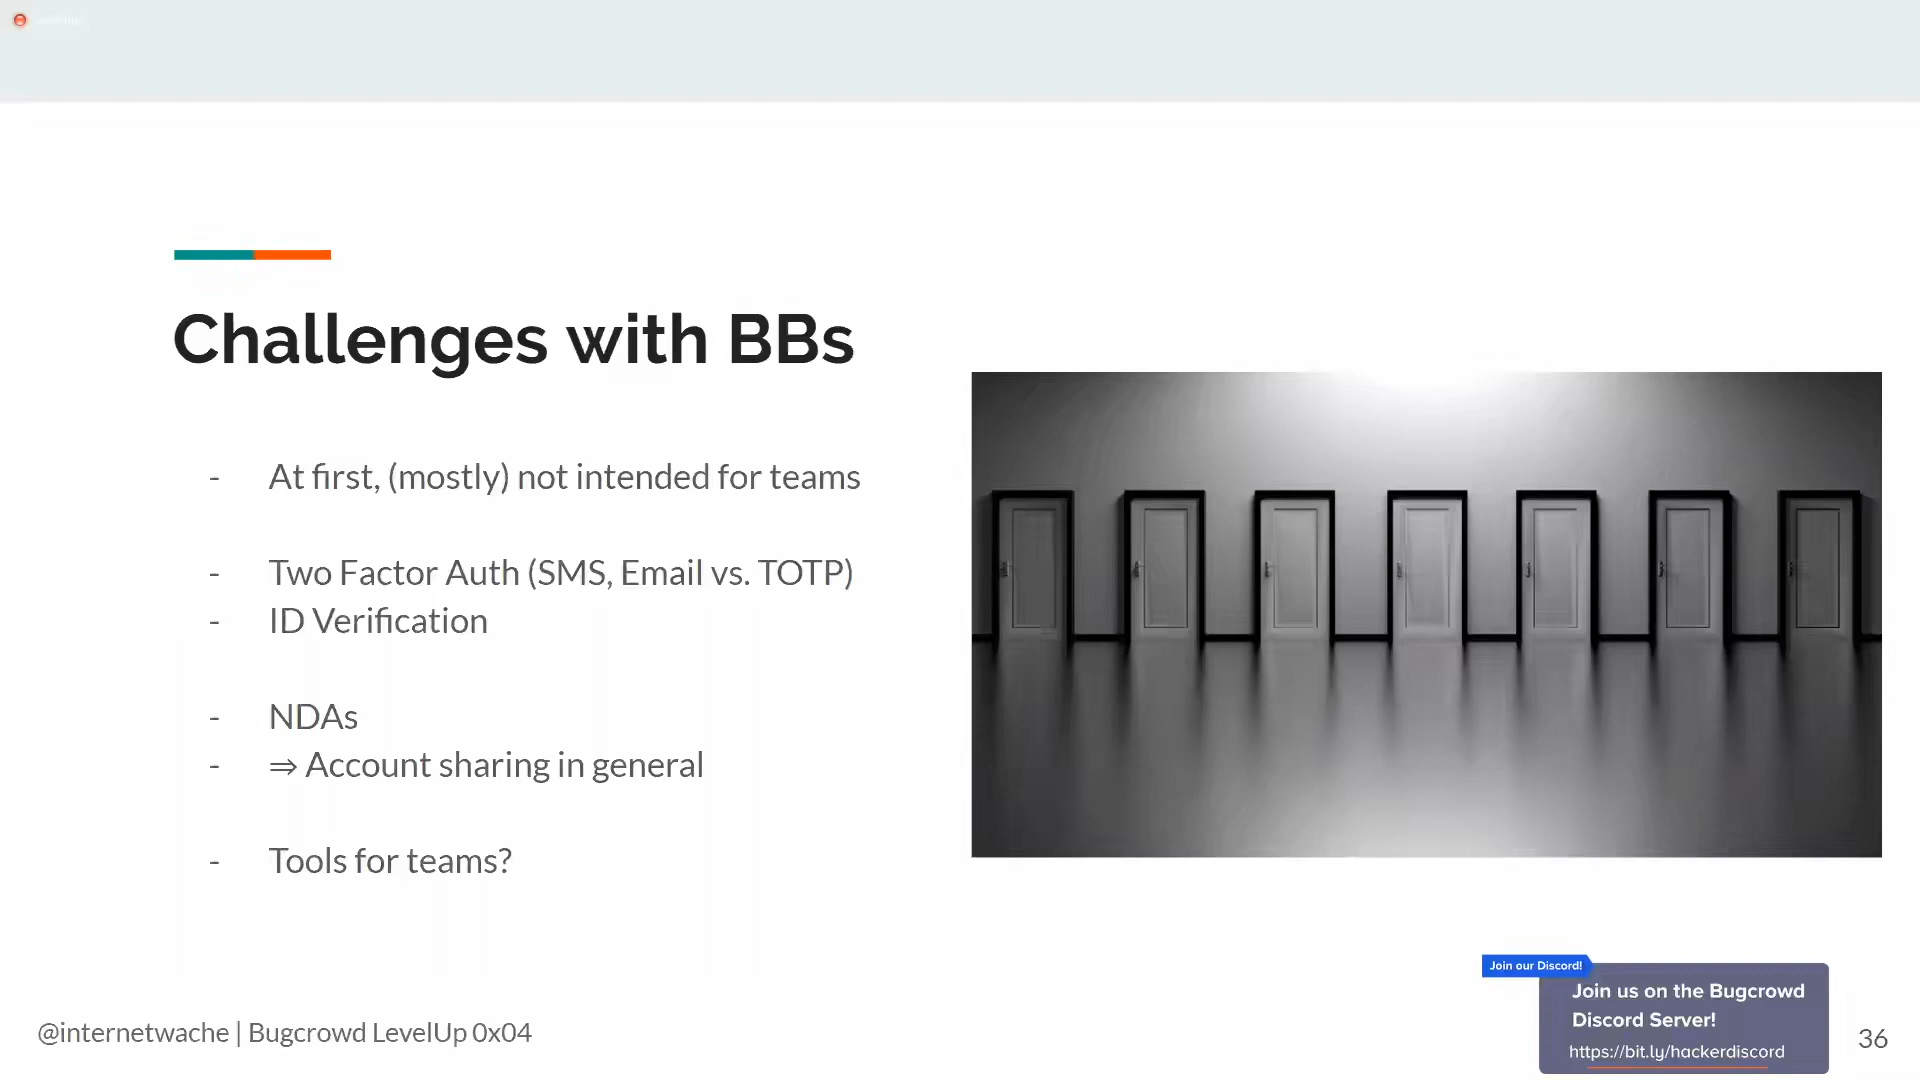 Challenges with BBs
- At first, (mostly) not intended for teams
- Two Factor Auth (SMS, Email vs. TOTP)
- ID Verification
- NDAs
- ⇒ Account sharing in general
- Tools for teams?
Join our Discord!
Join us on the Bugcrowd
Discord Server!
https://bit.ly/hackerdiscord
@internetwache | Bugcrowd LevelUp 0x04
36